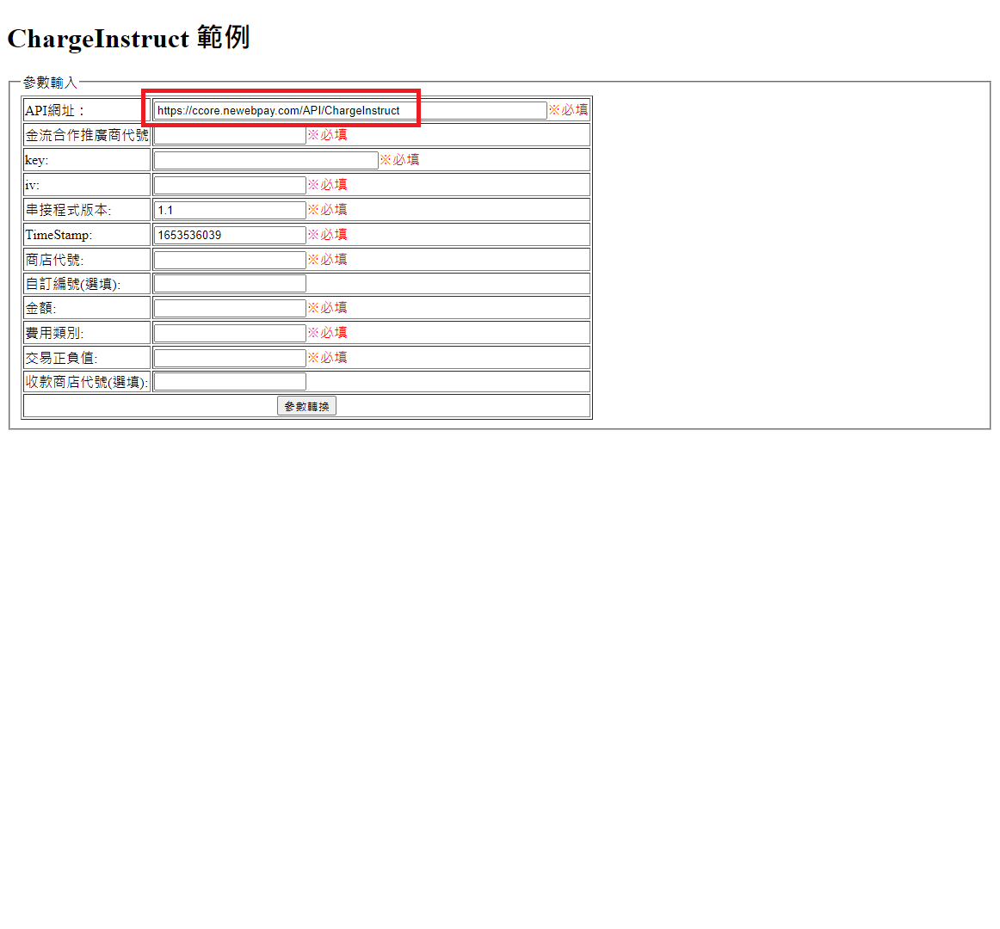 ChargeInstruct 範例
參數輸入
API網址： https://ccore.newebpay.com/API/ChargeInstruct ※必填
金流合作推廣商代號 ※必填
key: ※必填
iv: ※必填
串接程式版本: 1.1 ※必填
TimeStamp: 1653536039 ※必填
商店代號: ※必填
自訂編號(選填):
金額: ※必填
費用類別: ※必填
交易正負值: ※必填
收款商店代號(選填):
參數轉換